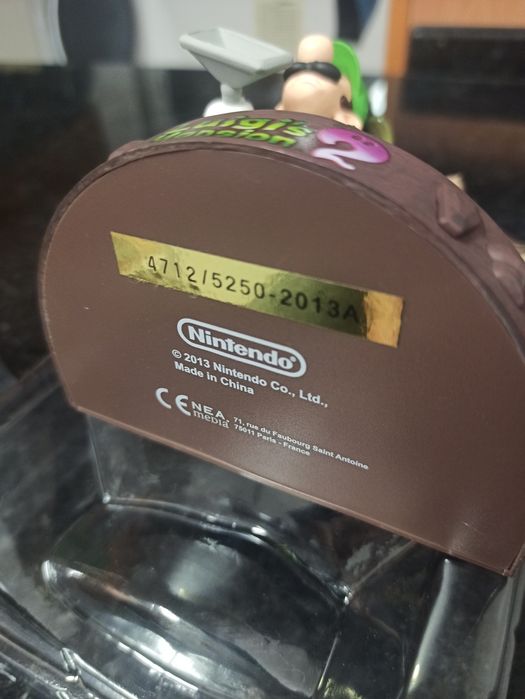 Luigi's
Mansion 2
4712/5250-2013A
Nintendo
© 2013 Nintendo Co., Ltd.,
Made in China
CE NEA.
media
71, rue du Faubourg Saint Antoine
75011 Paris - France